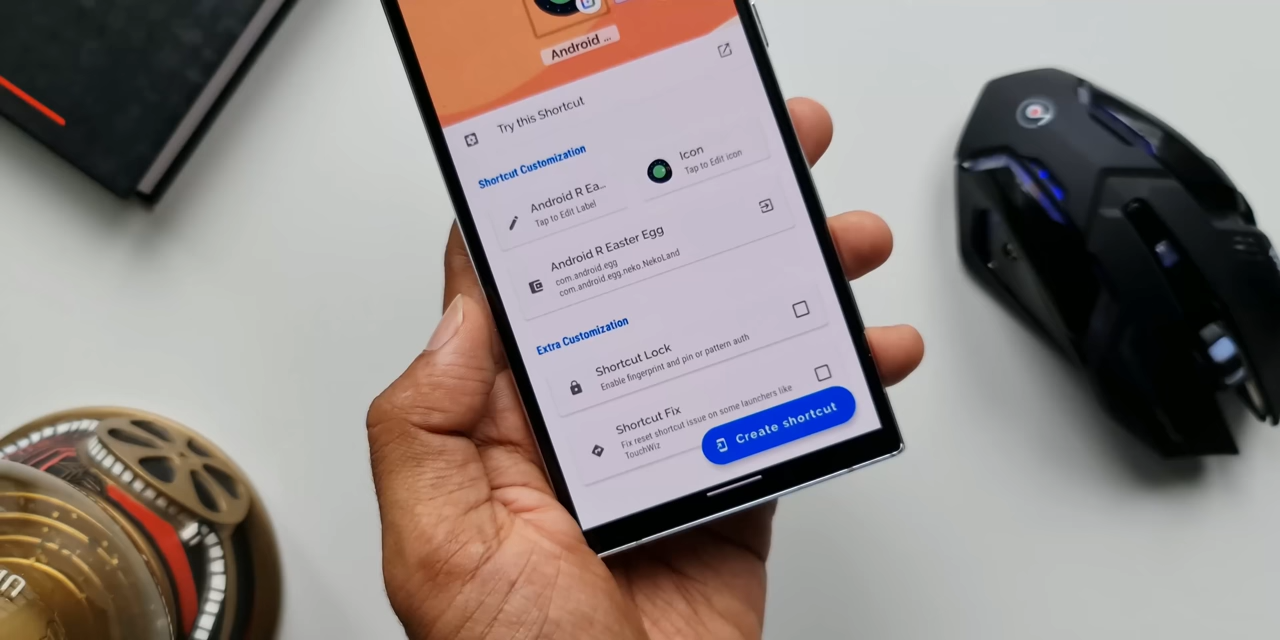 Android ...
Try this Shortcut
Shortcut Customization
Android R Ea...
Tap to Edit Label
Icon
Tap to Edit icon
Android R Easter Egg
com.android.egg
com.android.egg.neko.NekoLand
Extra Customization
Shortcut Lock
Enable fingerprint and pin or pattern auth
Shortcut Fix
Fix reset shortcut issue on some launchers like
TouchWiz
Create shortcut